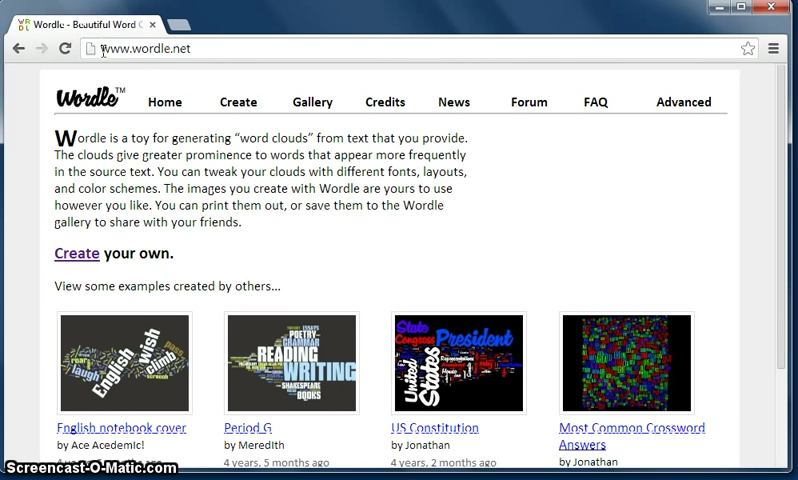 Wordle - Beautiful Word C
www.wordle.net
Wordle™ Home Create Gallery Credits News Forum FAQ Advanced
Wordle is a toy for generating “word clouds” from text that you provide.
The clouds give greater prominence to words that appear more frequently
in the source text. You can tweak your clouds with different fonts, layouts,
and color schemes. The images you create with Wordle are yours to use
however you like. You can print them out, or save them to the Wordle
gallery to share with your friends.
Create your own.
View some examples created by others...
English wish climb laugh
READING WRITING POETRY GRAMMAR SHAKESPEARE BOOKS
State Congress President United States
English notebook cover Period G US Constitution Most Common Crossword
Answers
by Ace AcedemIc! by MeredIth by Jonathan by Jonathan
4 years, 5 months ago 4 years, 2 months ago
Screencast-O-Matic.com